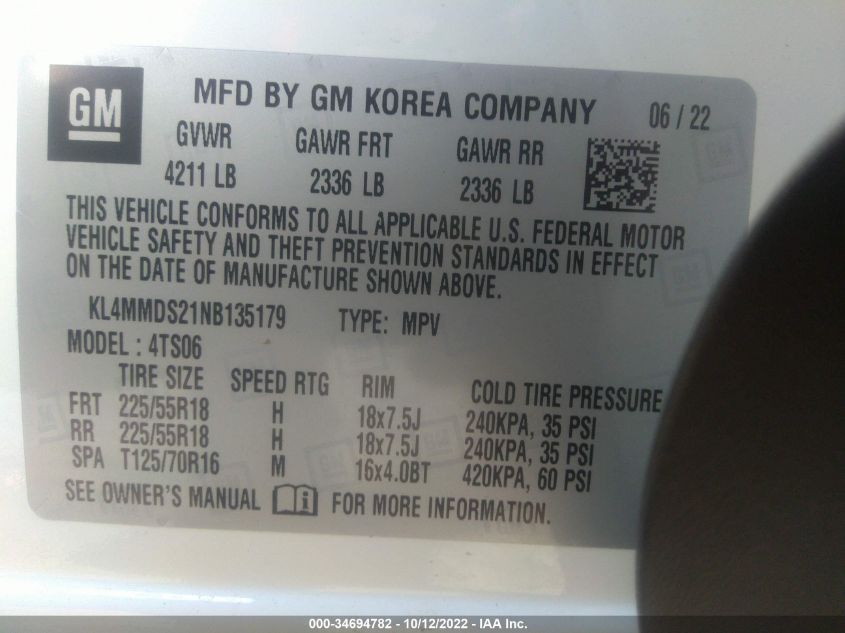 GM
MFD BY GM KOREA COMPANY 06 / 22
GVWR GAWR FRT GAWR RR
4211 LB 2336 LB 2336 LB
THIS VEHICLE CONFORMS TO ALL APPLICABLE U.S. FEDERAL MOTOR
VEHICLE SAFETY AND THEFT PREVENTION STANDARDS IN EFFECT
ON THE DATE OF MANUFACTURE SHOWN ABOVE.
KL4MMDS21NB135179 TYPE: MPV
MODEL : 4TS06
TIRE SIZE SPEED RTG RIM COLD TIRE PRESSURE
FRT 225/55R18 H 18x7.5J 240KPA, 35 PSI
RR 225/55R18 H 18x7.5J 240KPA, 35 PSI
SPA T125/70R16 M 16x4.0BT 420KPA, 60 PSI
SEE OWNER'S MANUAL i FOR MORE INFORMATION.
000-34694782 - 10/12/2022 - IAA Inc.